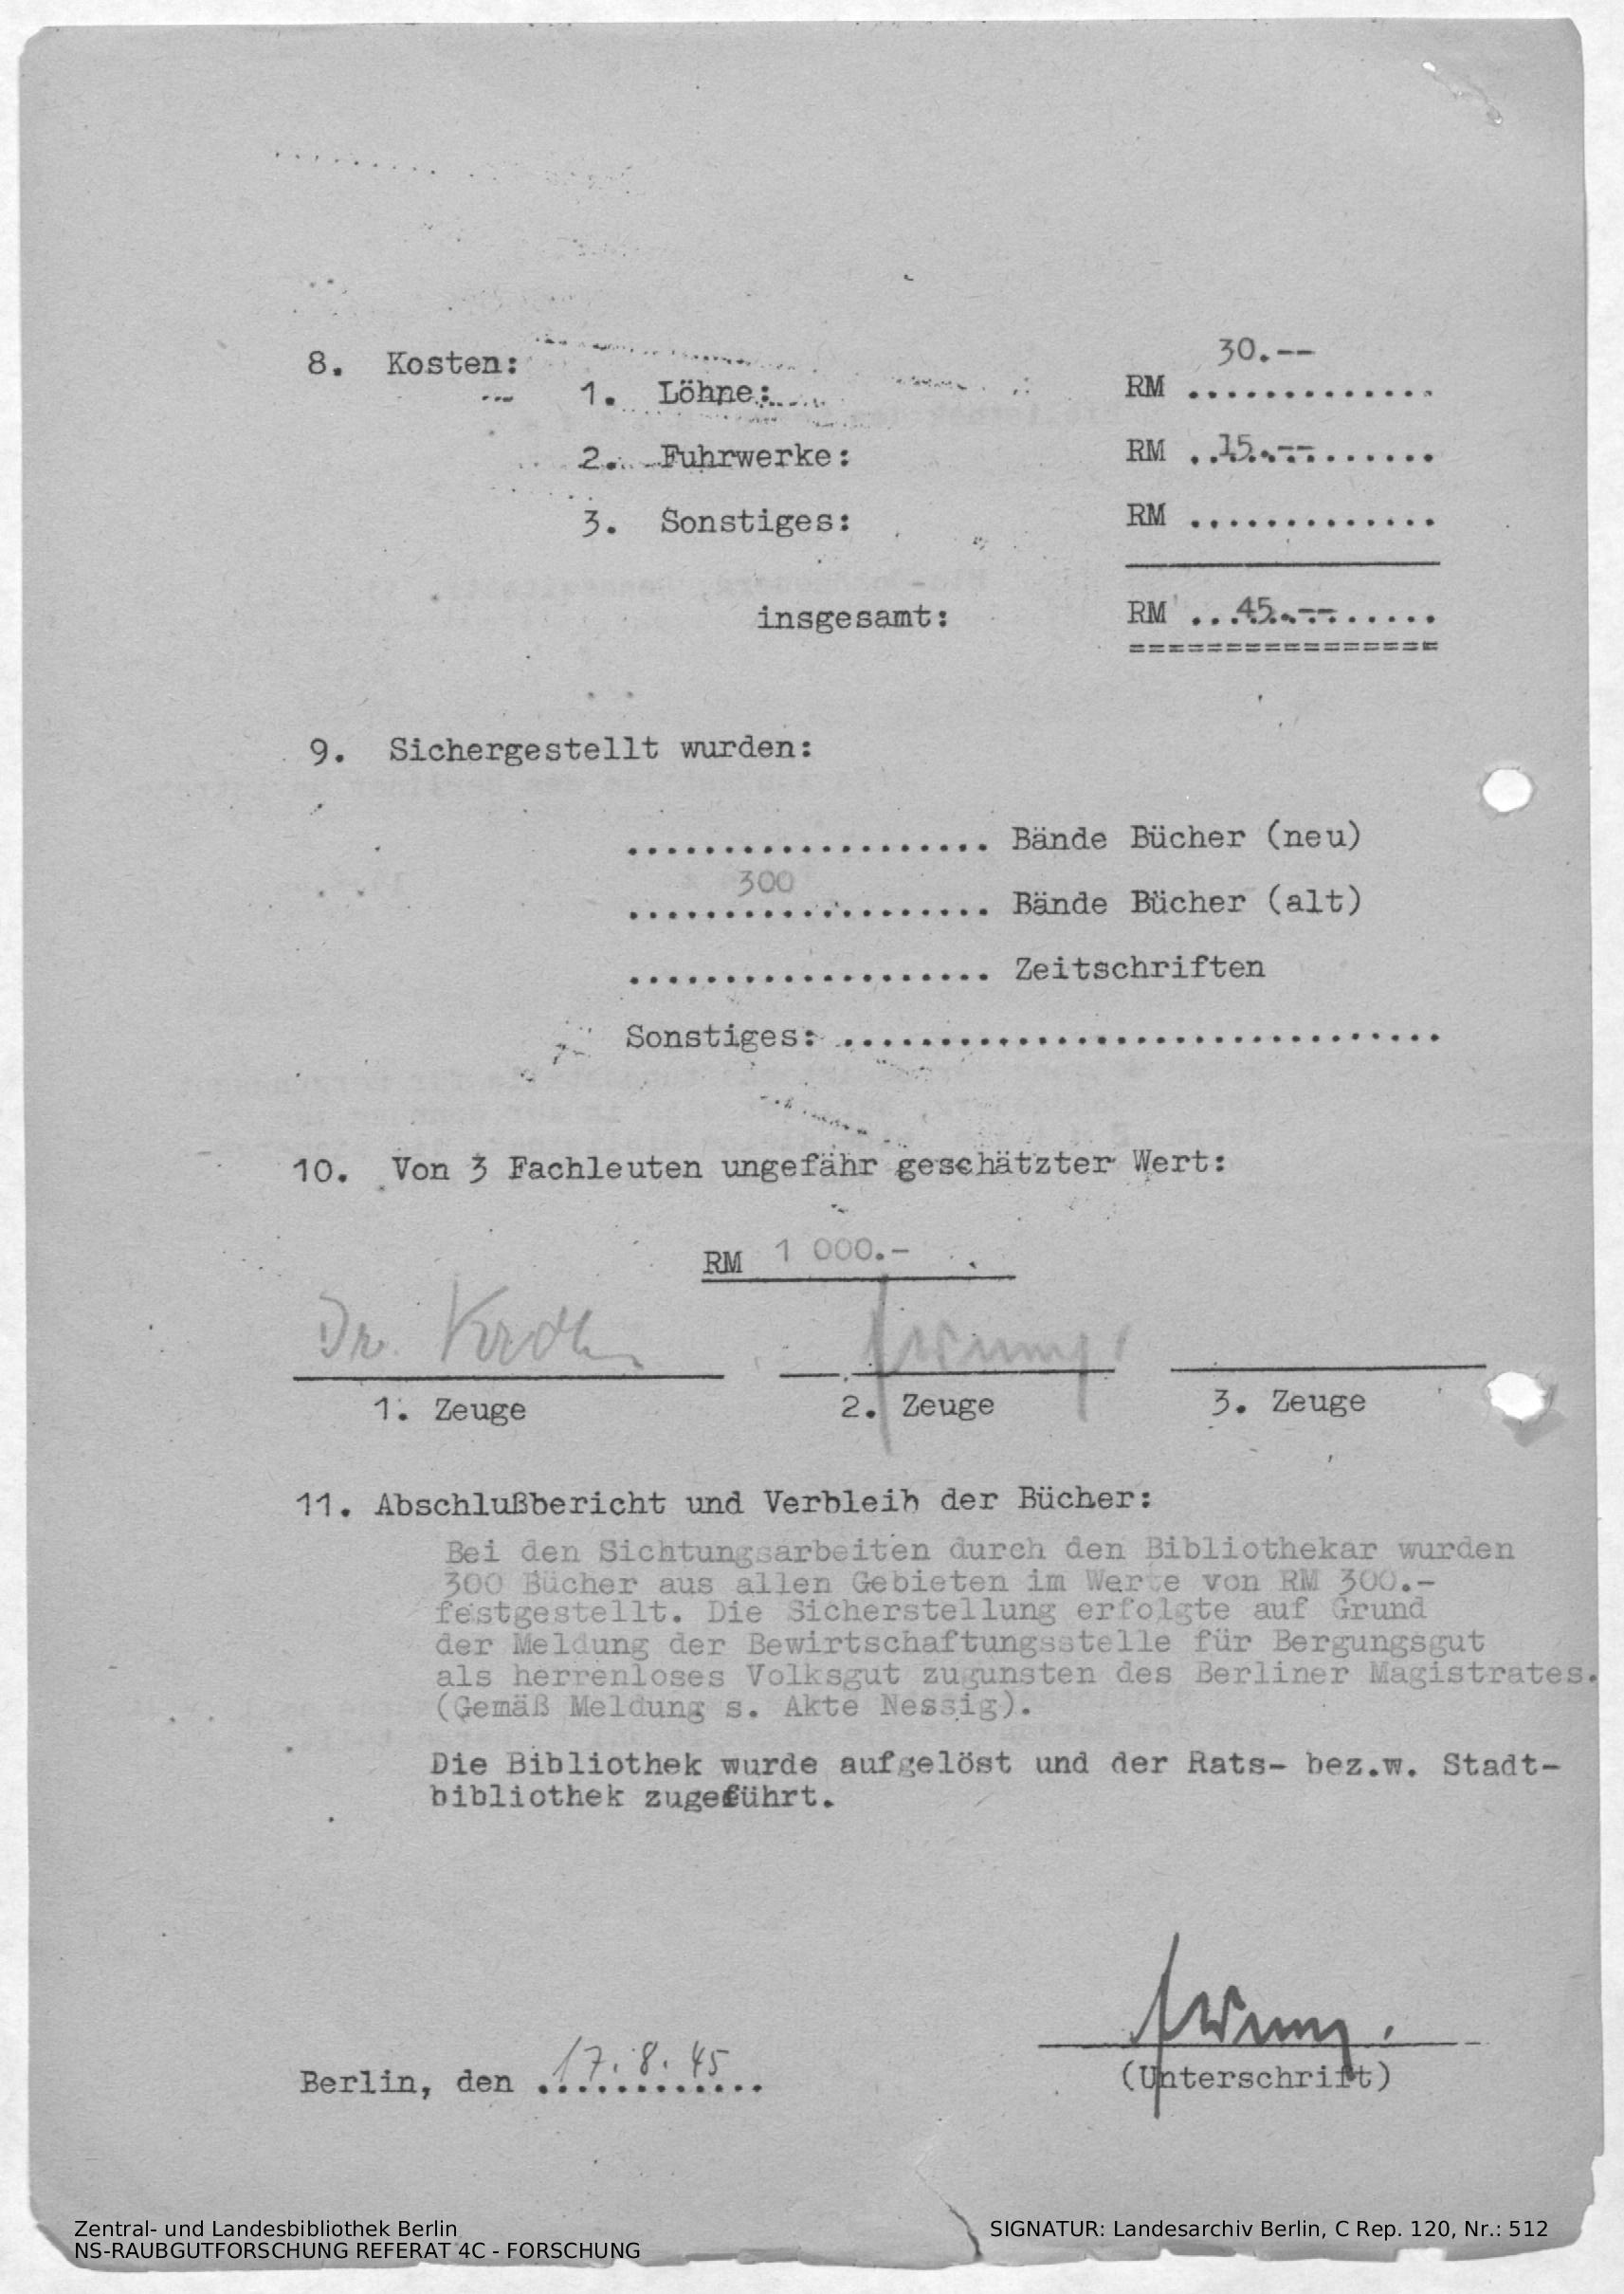 30.--
8. Kosten:
1. Löhne: RM .............
2. Fuhrwerke: RM ..15.--.......
3. Sonstiges: RM .............
insgesamt: RM ...45.--......
================
9. Sichergestellt wurden:
................... Bände Bücher (neu)
300
................... Bände Bücher (alt)
................... Zeitschriften
Sonstiges: ...............................
10. Von 3 Fachleuten ungefähr geschätzter Wert:
RM 1 000.-
Dr.
1. Zeuge 2. Zeuge 3. Zeuge
11. Abschlußbericht und Verbleib der Bücher:
Bei den Sichtungsarbeiten durch den Bibliothekar wurden
300 Bücher aus allen Gebieten im Werte von RM 300.-
festgestellt. Die Sicherstellung erfolgte auf Grund
der Meldung der Bewirtschaftungsstelle für Bergungsgut
als herrenloses Volksgut zugunsten des Berliner Magistrates.
(Gemäß Meldung s. Akte Nessig).
Die Bibliothek wurde aufgelöst und der Rats- bez.w. Stadt-
bibliothek zugeführt.
Berlin, den 17.8.45
(Unterschrift)
Zentral- und Landesbibliothek Berlin
NS-RAUBGUTFORSCHUNG REFERAT 4C - FORSCHUNG
SIGNATUR: Landesarchiv Berlin, C Rep. 120, Nr.: 512